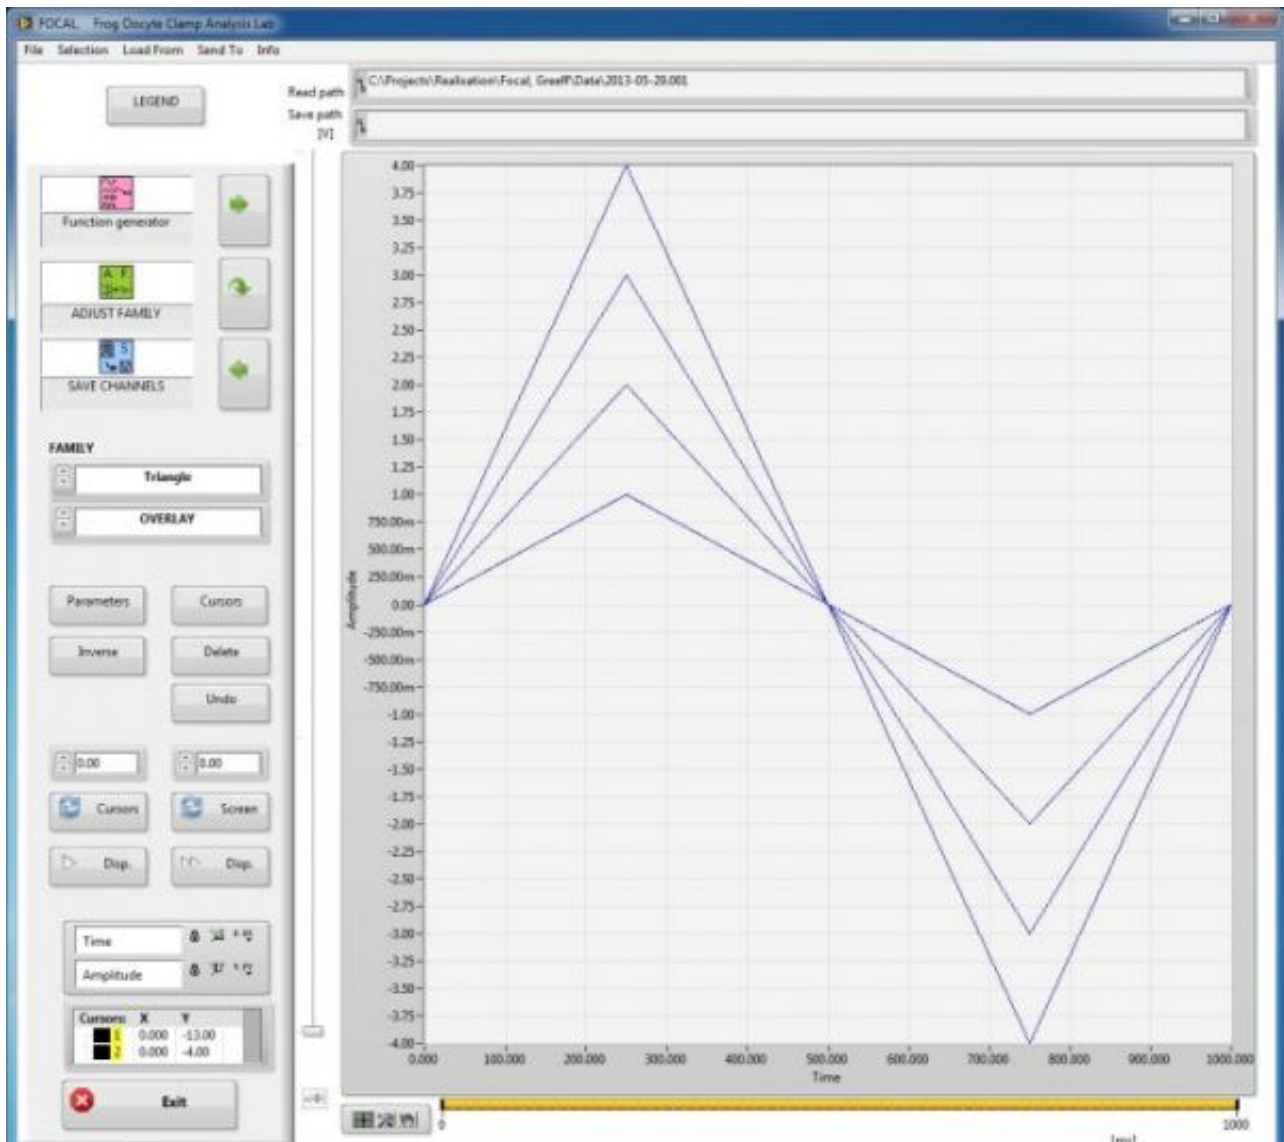 FOCAL, Frog Oocyte Clamp Analysis Lab
File Selection Load From Send To Info
LEGEND
Read path
C:\Projects\Realisation\Focal, Greeff\Data\2013-05-29.001
Save path
[V]
Function generator
ADJUST FAMILY
SAVE CHANNELS
FAMILY
Triangle
OVERLAY
Parameters Cursors
Inverse Delete
Undo
0.00 0.00
Cursors Screen
Disp. Disp.
Time
Amplitude
Cursors: X Y
1 0.000 -13.00
2 0.000 -4.00
Exit
4.00
3.75
3.50
3.25
3.00
2.75
2.50
2.25
2.00
1.75
1.50
1.25
1.00
750.00m
500.00m
250.00m
0.00
-250.00m
-500.00m
-750.00m
-1.00
-1.25
-1.50
-1.75
-2.00
-2.25
-2.50
-2.75
-3.00
-3.25
-3.50
-3.75
-4.00
Amplitude
0.000 100.000 200.000 300.000 400.000 500.000 600.000 700.000 800.000 900.000 1000.000
Time
0 1000